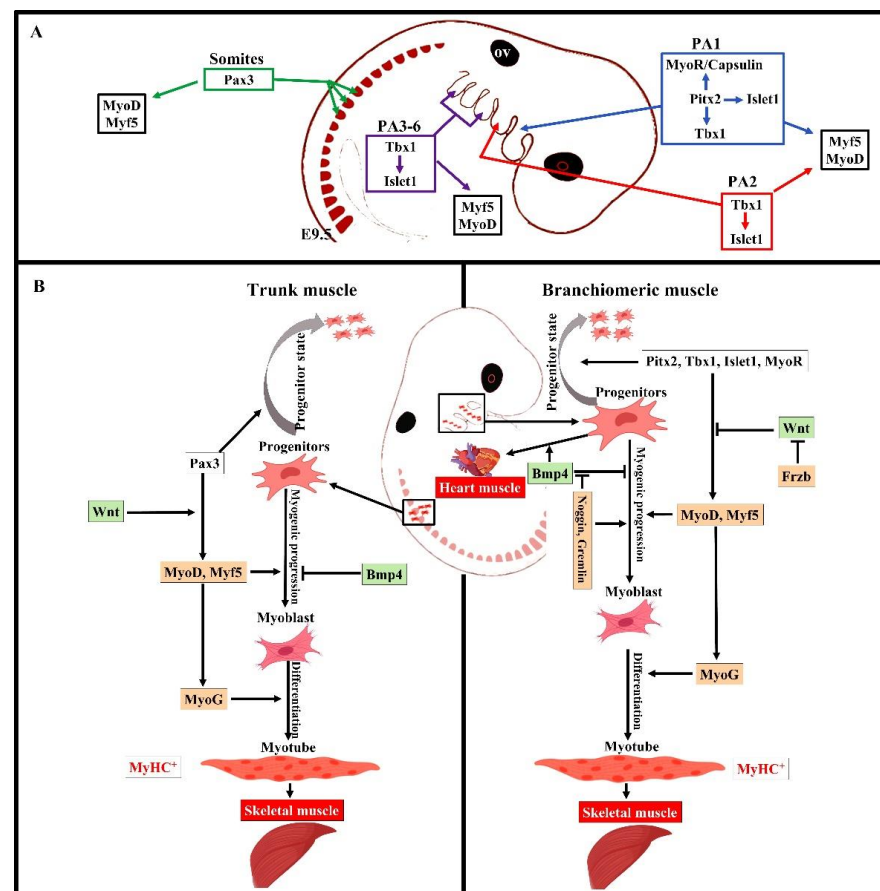 A
Somites
Pax3
MyoD
Myf5
E9.5
ov
PA3-6
Tbx1
Islet1
Myf5
MyoD
PA1
MyoR/Capsulin
Pitx2
Islet1
Tbx1
Myf5
MyoD
PA2
Tbx1
Islet1
B
Trunk muscle
Progenitor state
Progenitors
Pax3
Wnt
Myogenic progression
MyoD, Myf5
Bmp4
Myoblast
MyoG
Differentiation
Myotube
MyHC+
Skeletal muscle
Branchiomeric muscle
Progenitor state
Pitx2, Tbx1, Islet1, MyoR
Progenitors
Wnt
Frzb
Heart muscle
Bmp4
Noggin, Gremlin
Myogenic progression
MyoD, Myf5
Myoblast
MyoG
Differentiation
Myotube
MyHC+
Skeletal muscle